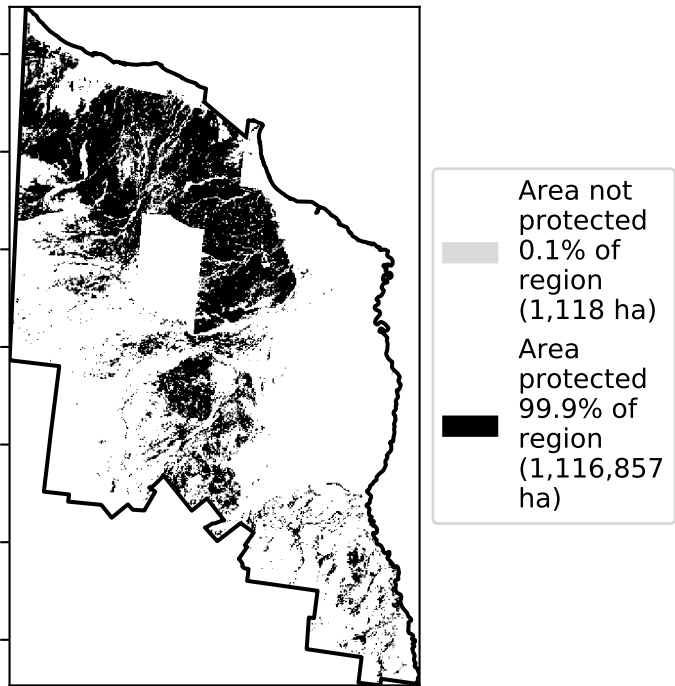 Area not
protected
0.1% of
region
(1,118 ha)
Area
protected
99.9% of
region
(1,116,857
ha)